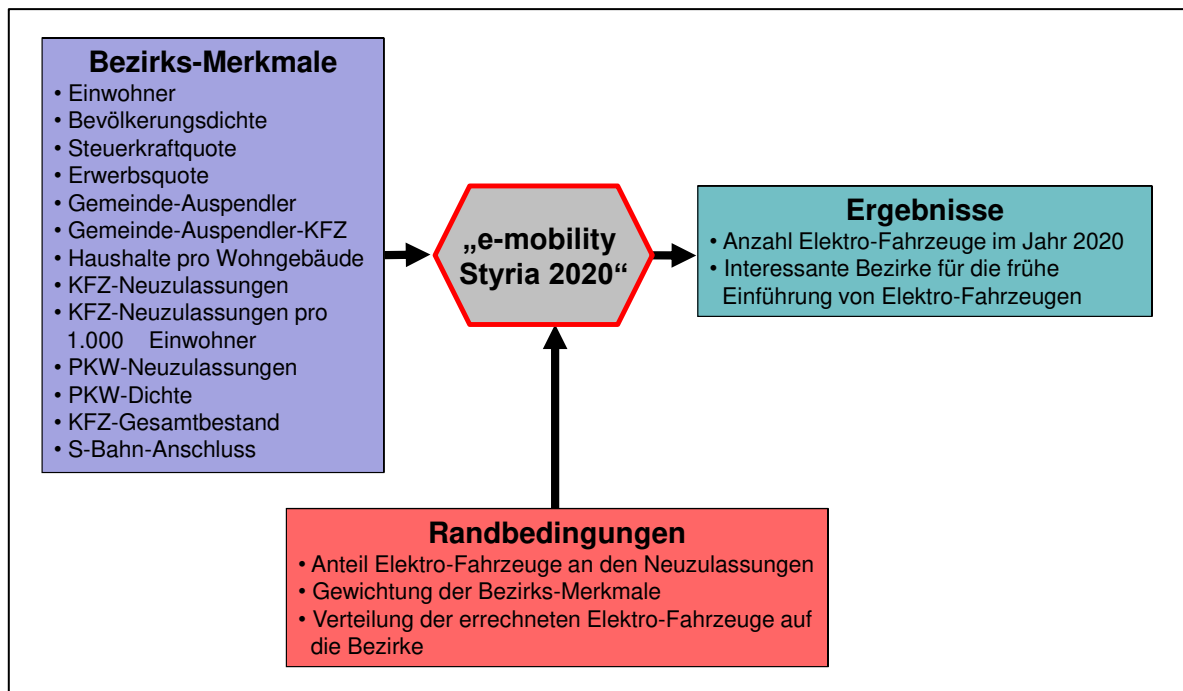 Bezirks-Merkmale
• Einwohner
• Bevölkerungsdichte
• Steuerkraftquote
• Erwerbsquote
• Gemeinde-Auspendler
• Gemeinde-Auspendler-KFZ
• Haushalte pro Wohngebäude
• KFZ-Neuzulassungen
• KFZ-Neuzulassungen pro
1.000 Einwohner
• PKW-Neuzulassungen
• PKW-Dichte
• KFZ-Gesamtbestand
• S-Bahn-Anschluss
„e-mobility
Styria 2020“
Ergebnisse
• Anzahl Elektro-Fahrzeuge im Jahr 2020
• Interessante Bezirke für die frühe
Einführung von Elektro-Fahrzeugen
Randbedingungen
• Anteil Elektro-Fahrzeuge an den Neuzulassungen
• Gewichtung der Bezirks-Merkmale
• Verteilung der errechneten Elektro-Fahrzeuge auf
die Bezirke